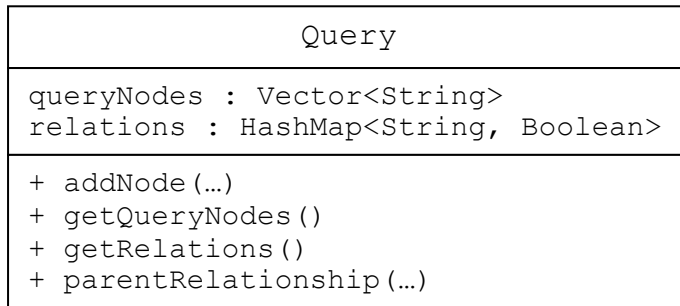 Query
queryNodes : Vector<String>
relations : HashMap<String, Boolean>
+ addNode(…)
+ getQueryNodes()
+ getRelations()
+ parentRelationship(…)